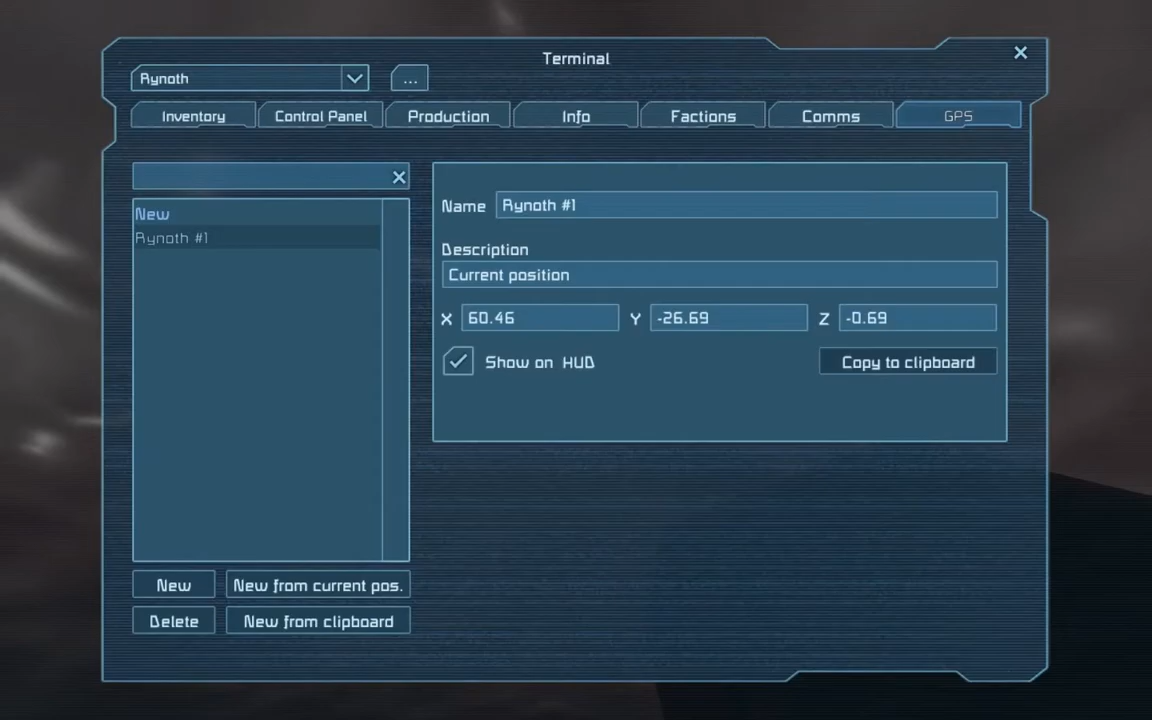 Terminal
Rynoth
...
Inventory
Control Panel
Production
Info
Factions
Comms
GPS
New
Rynoth #1
Name
Rynoth #1
Description
Current position
X 60.46 Y -26.69 Z -0.69
Show on HUD
Copy to clipboard
New
New from current pos.
Delete
New from clipboard